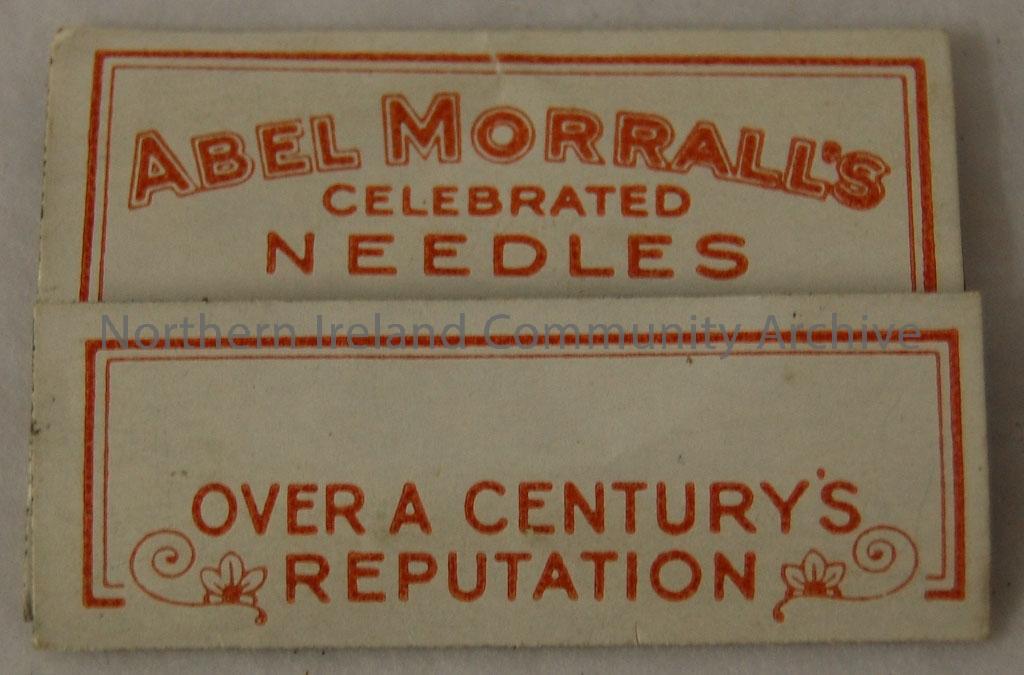 ABEL MORRALL'S
CELEBRATED
NEEDLES
Northern Ireland Community Archive
OVER A CENTURY'S
REPUTATION